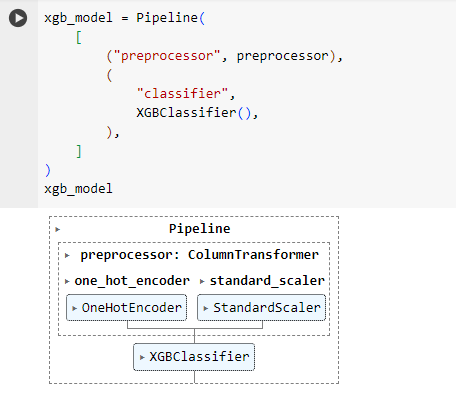 xgb_model = Pipeline(
    [
        ("preprocessor", preprocessor),
        (
            "classifier",
            XGBClassifier(),
        ),
    ]
)
xgb_model
Pipeline
preprocessor: ColumnTransformer
one_hot_encoder standard_scaler
OneHotEncoder StandardScaler
XGBClassifier